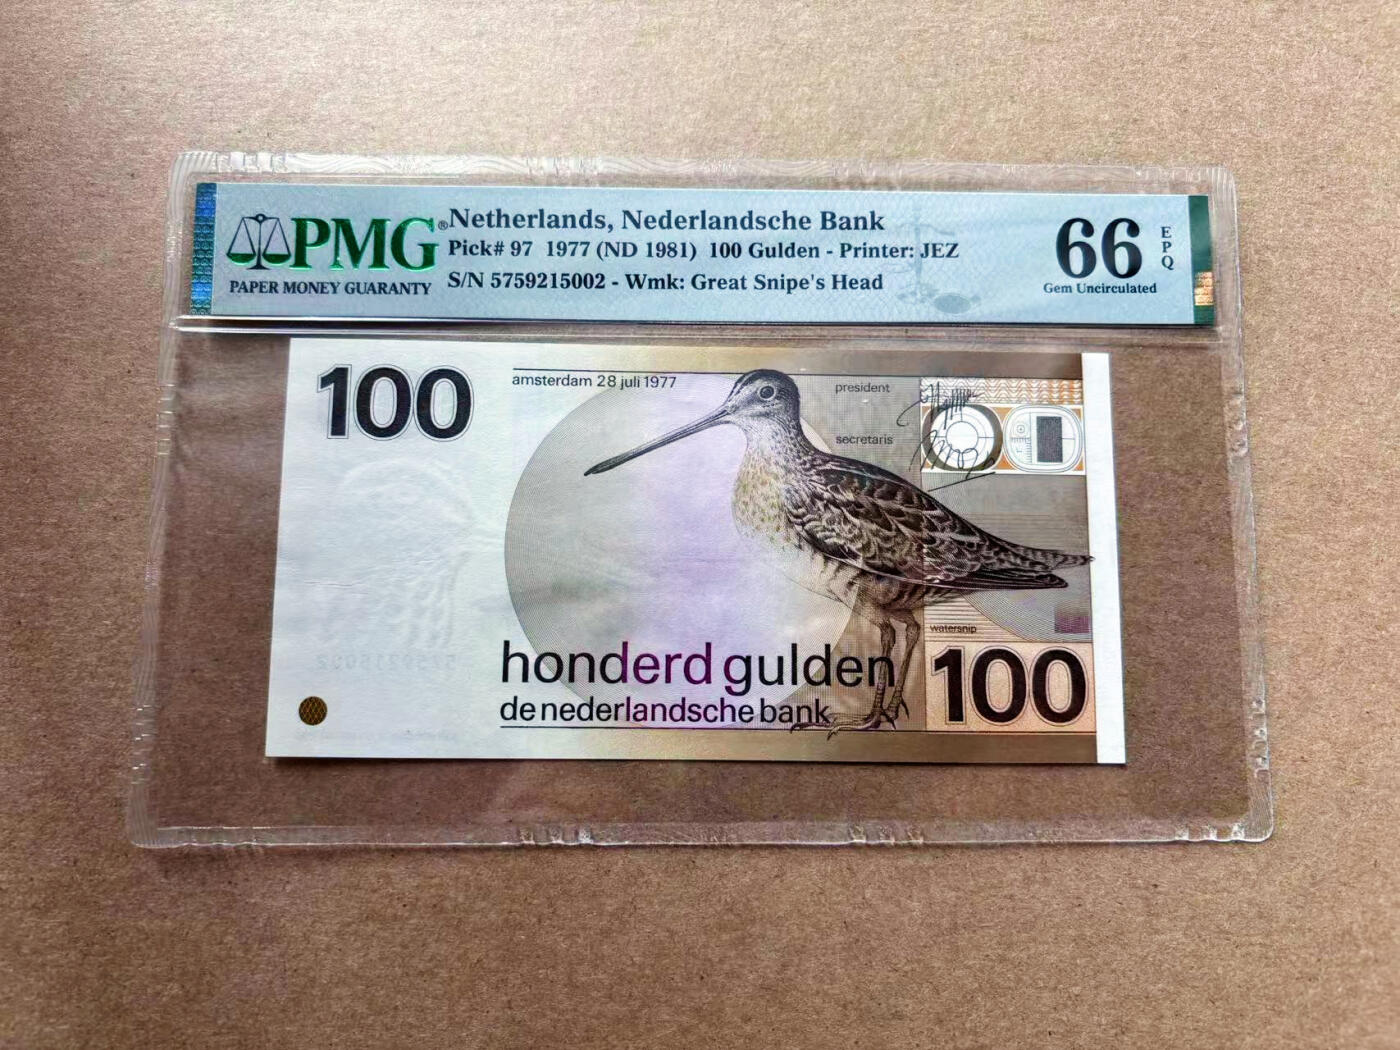 PMG®
PAPER MONEY GUARANTY
Netherlands, Nederlandsche Bank
Pick# 97 1977 (ND 1981) 100 Gulden - Printer: JEZ
S/N 5759215002 - Wmk: Great Snipe's Head
66
EPQ
Gem Uncirculated
100
amsterdam 28 juli 1977
president
secretaris
watersnip
honderd gulden
de nederlandsche bank
100